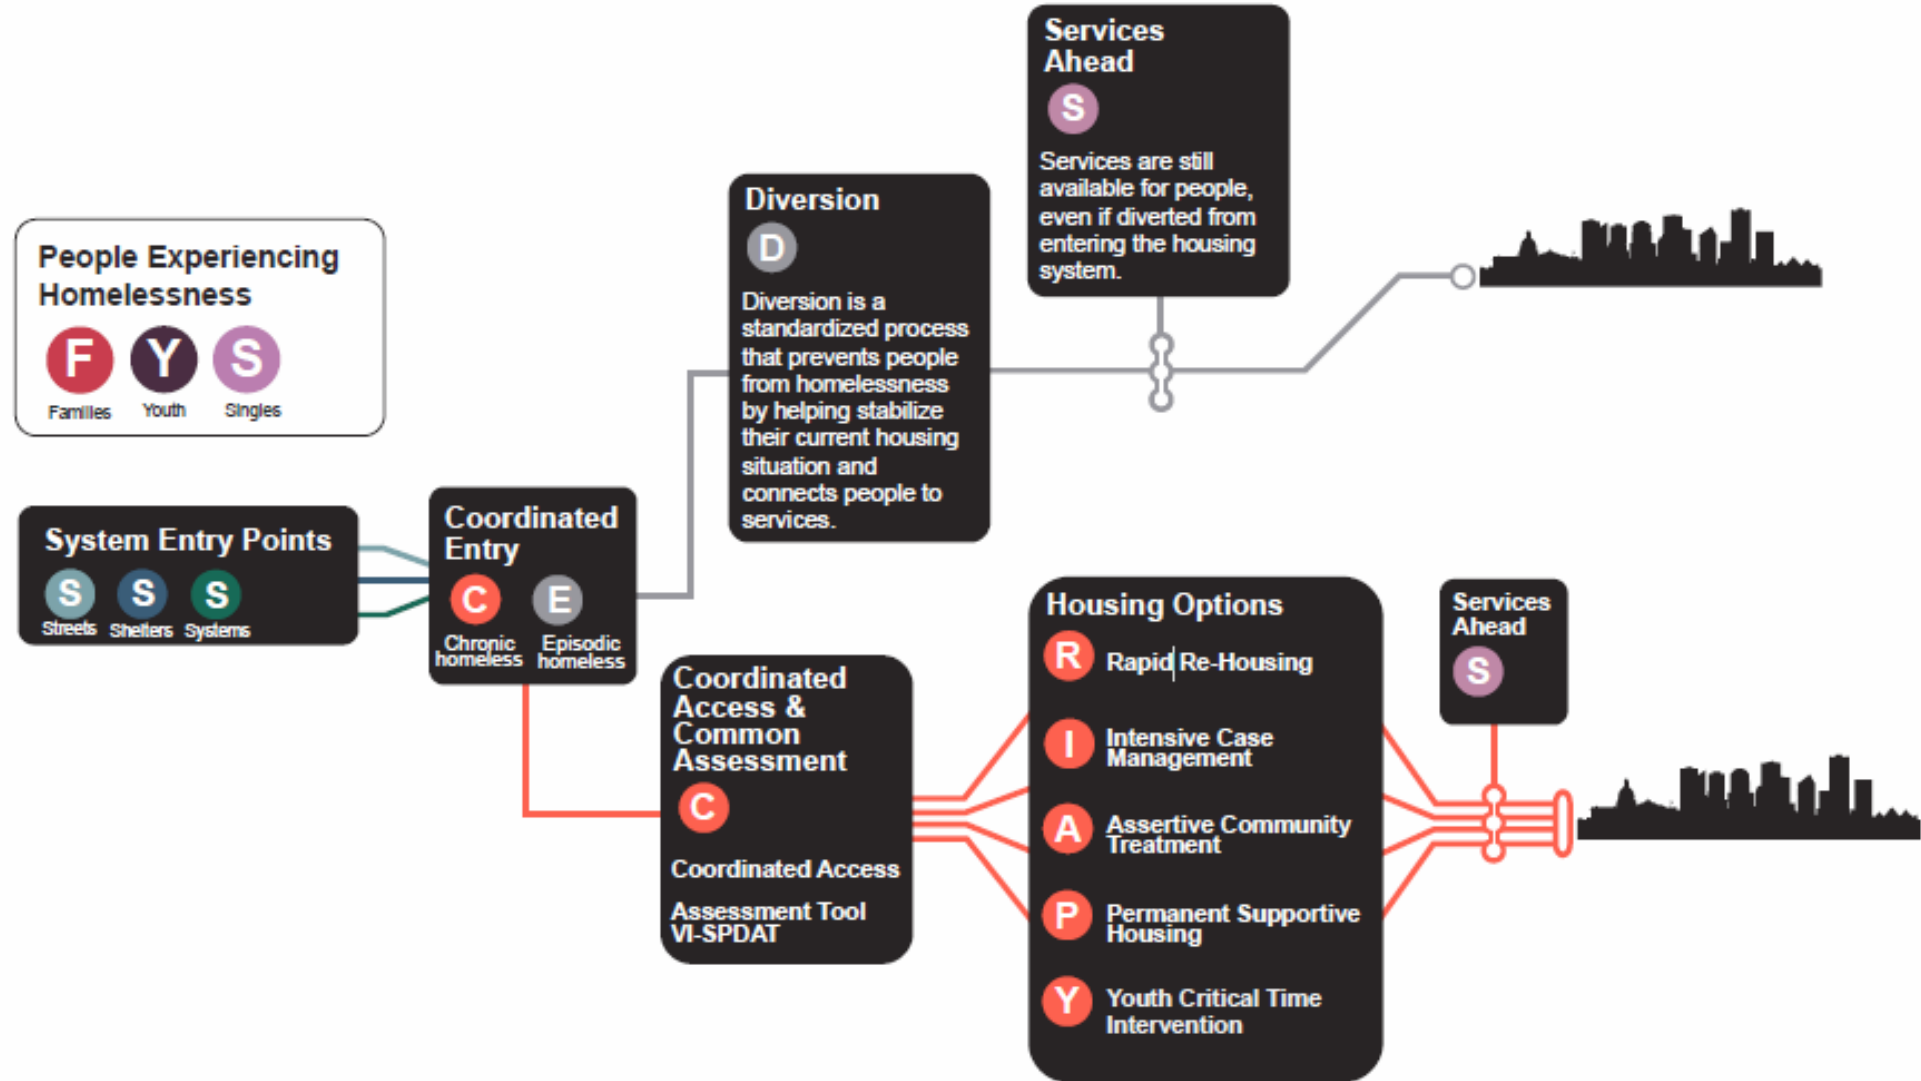 People Experiencing
Homelessness
F Y S
Families Youth Singles
System Entry Points
S S S
Streets Shelters Systems
Coordinated
Entry
C E
Chronic Episodic
homeless homeless
Diversion
D
Diversion is a
standardized process
that prevents people
from homelessness
by helping stabilize
their current housing
situation and
connects people to
services.
Services
Ahead
S
Services are still
available for people,
even if diverted from
entering the housing
system.
Coordinated
Access &
Common
Assessment
C
Coordinated Access
Assessment Tool
VI-SPDAT
Housing Options
R Rapid Re-Housing
I Intensive Case
Management
A Assertive Community
Treatment
P Permanent Supportive
Housing
Y Youth Critical Time
Intervention
Services
Ahead
S